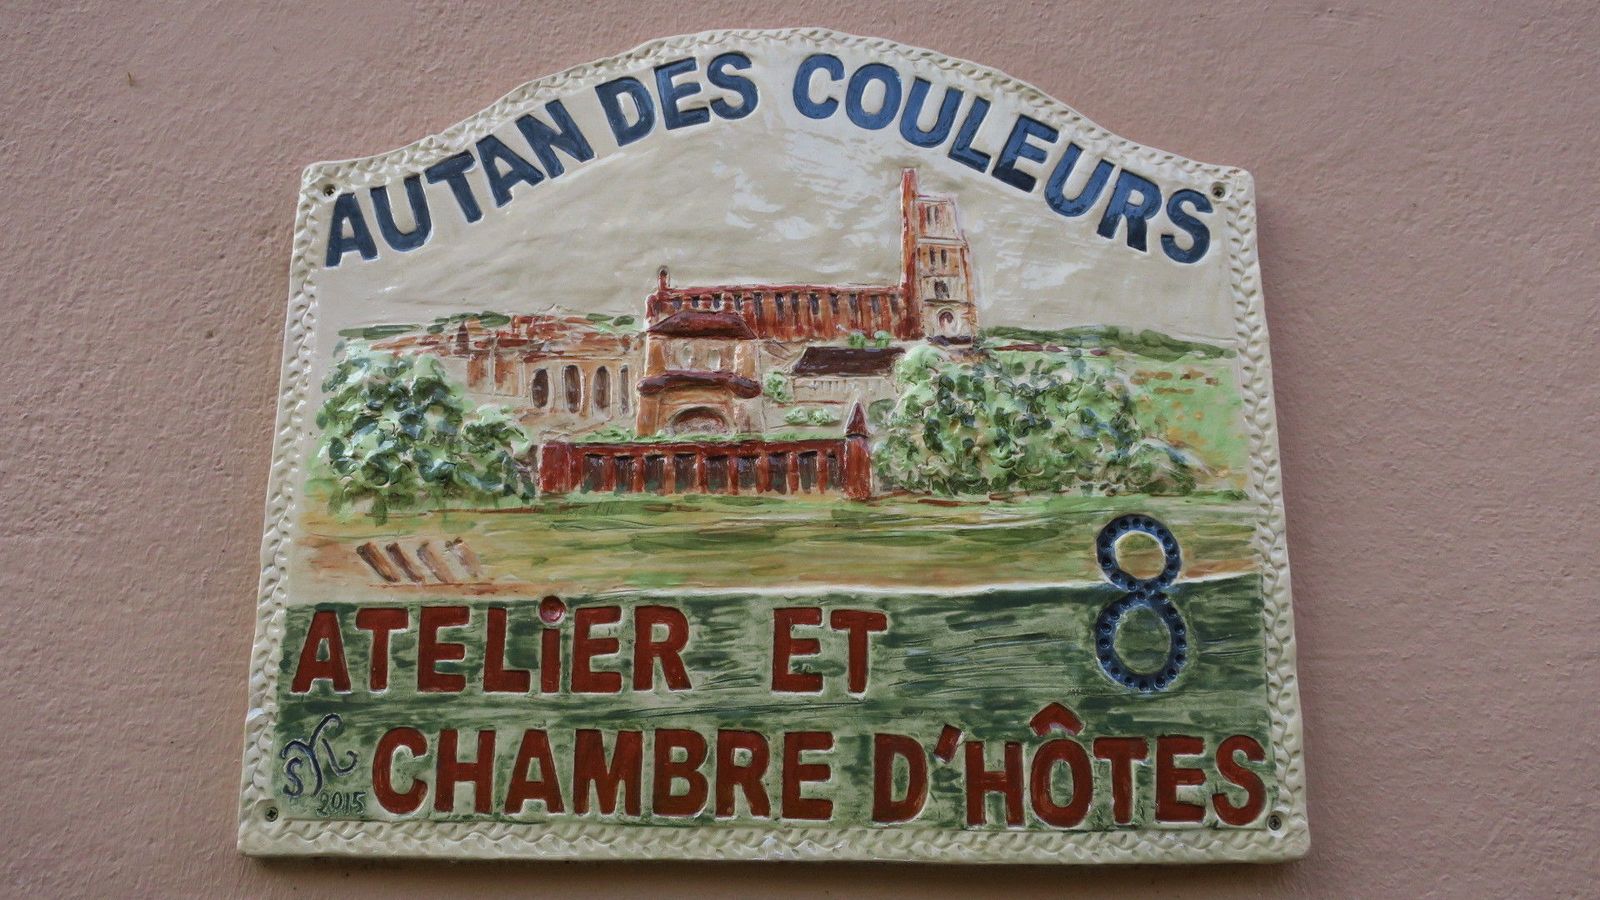 AUTAN DES COULEURS
8
ATELiER ET
CHAMBRE D'HÔTES
2015